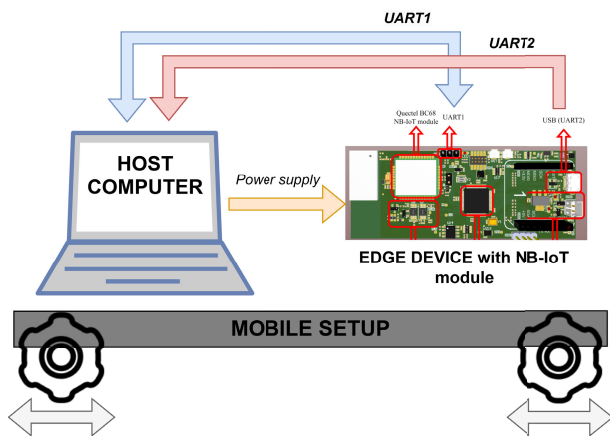 UART1
UART2
Quectel BC68
NB-IoT module
UART1
USB (UART2)
HOST
COMPUTER
Power supply
EDGE DEVICE with NB-IoT
module
MOBILE SETUP